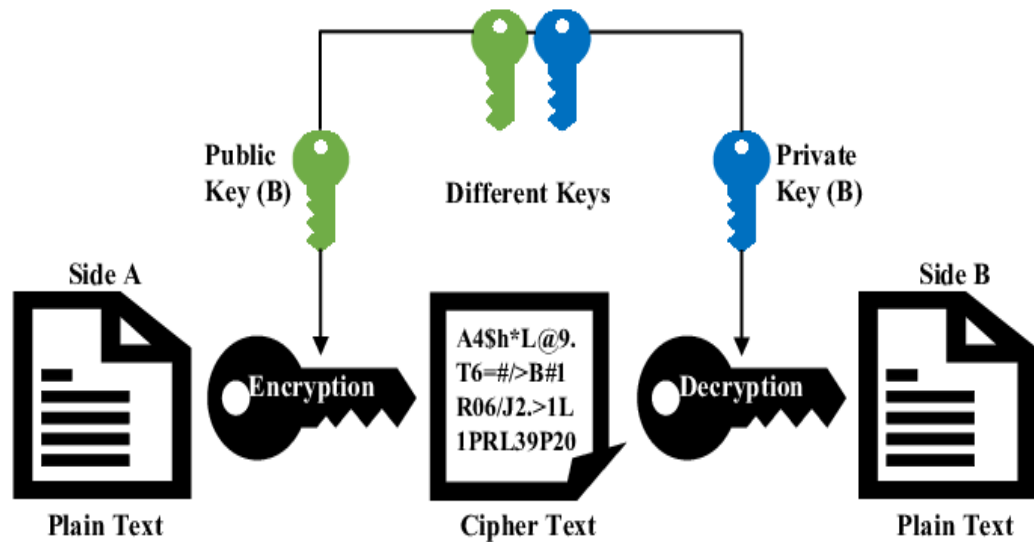 Public
Key (B)
Different Keys
Private
Key (B)
Side A
Side B
Encryption
A4$h*L@9.
T6=#/>B#1
R06/J2.>1L
1PRL39P20
Decryption
Plain Text
Cipher Text
Plain Text